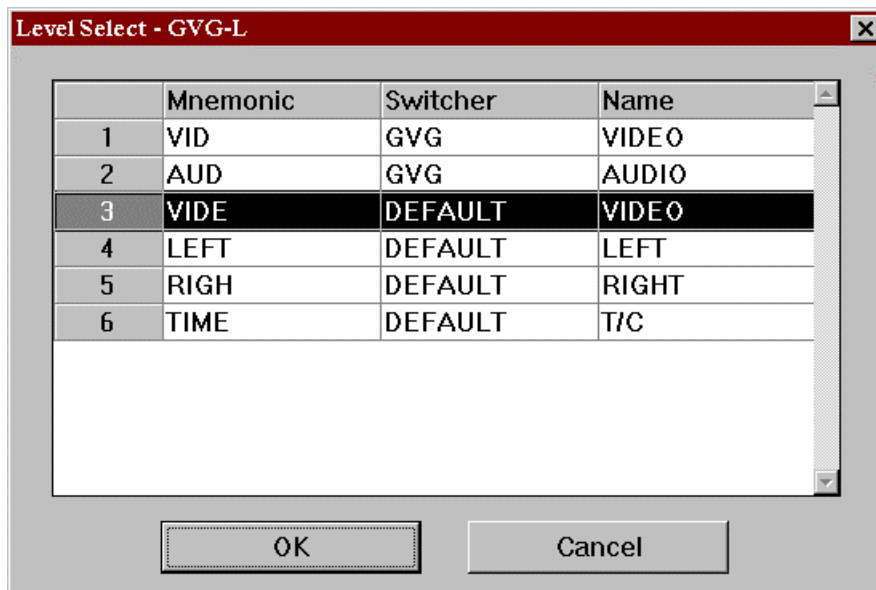 Level Select - GVG-L
Mnemonic Switcher Name
1 VID GVG VIDEO
2 AUD GVG AUDIO
3 VIDE DEFAULT VIDEO
4 LEFT DEFAULT LEFT
5 RIGH DEFAULT RIGHT
6 TIME DEFAULT T/C
OK Cancel